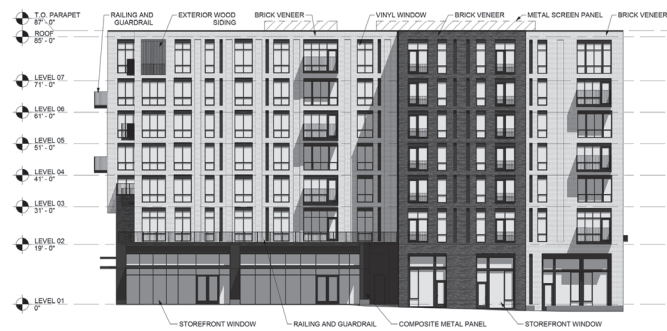 T.O. PARAPET
87' - 0"
ROOF
85' - 0"
RAILING AND
GUARDRAIL
EXTERIOR WOOD
SIDING
BRICK VENEER
VINYL WINDOW
BRICK VENEER
METAL SCREEN PANEL
BRICK VENEER
LEVEL 07
71' - 0"
LEVEL 06
61' - 0"
LEVEL 05
51' - 0"
LEVEL 04
41' - 0"
LEVEL 03
31' - 0"
LEVEL 02
19' - 0"
LEVEL 01
0"
STOREFRONT WINDOW
RAILING AND GUARDRAIL
COMPOSITE METAL PANEL
STOREFRONT WINDOW